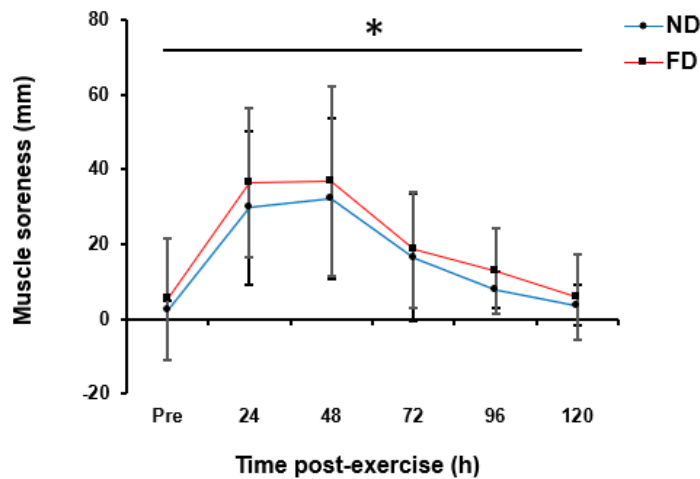 80
60
40
20
0
-20
Muscle soreness (mm)
*
ND
FD
Pre 24 48 72 96 120
Time post-exercise (h)